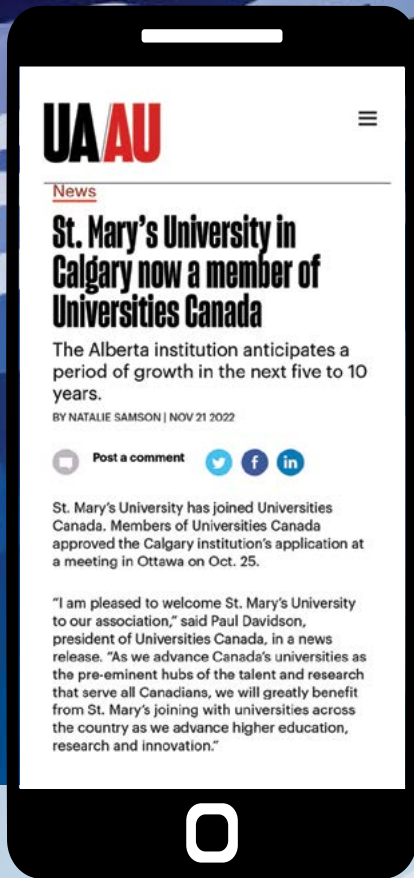 UA/AU
News
St. Mary's University in
Calgary now a member of
Universities Canada
The Alberta institution anticipates a
period of growth in the next five to 10
years.
BY NATALIE SAMSON | NOV 21 2022
Post a comment
f in
St. Mary's University has joined Universities
Canada. Members of Universities Canada
approved the Calgary institution's application at
a meeting in Ottawa on Oct. 25.
"I am pleased to welcome St. Mary's University
to our association," said Paul Davidson,
president of Universities Canada, in a news
release. "As we advance Canada's universities as
the pre-eminent hubs of the talent and research
that serve all Canadians, we will greatly benefit
from St. Mary's joining with universities across
the country as we advance higher education,
research and innovation."